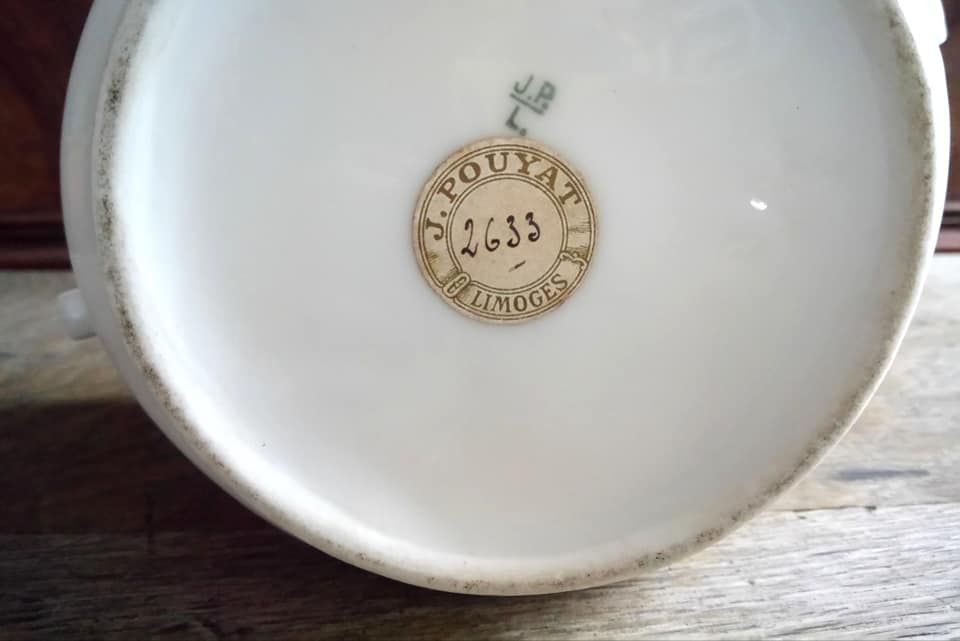 J.P.
L.
J. POUYAT
2633
LIMOGES